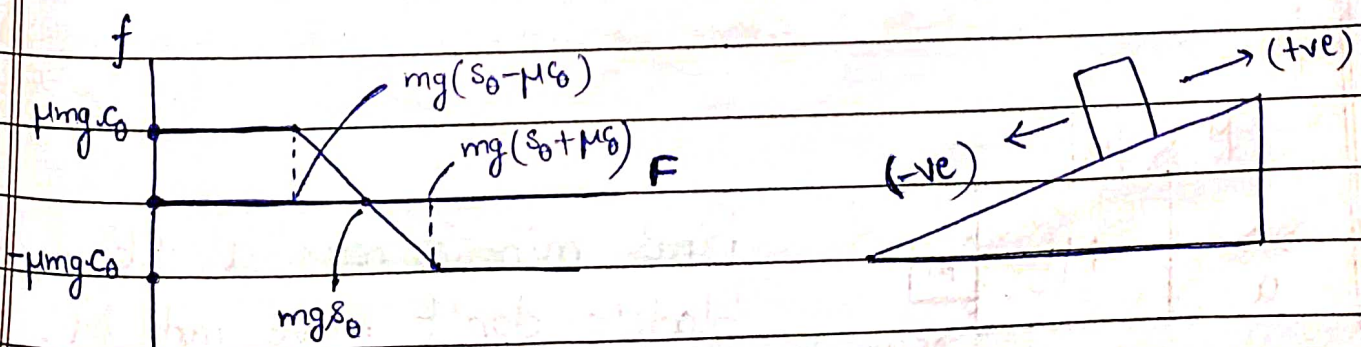 f
mg(Sθ-μCθ)
(+ve)
μmg.Cθ
mg(Sθ+μCθ)
F
(-ve)
-μmg.Cθ
mgSθ